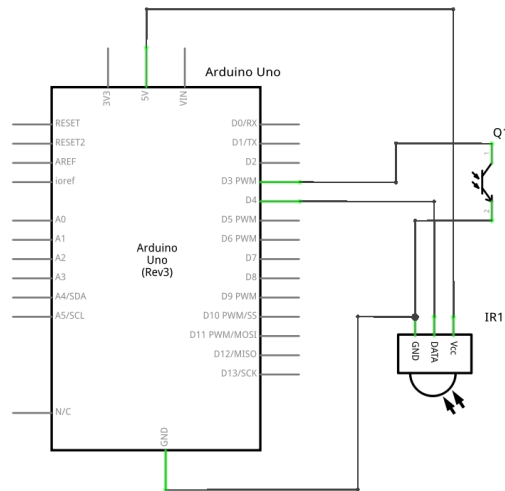 Arduino Uno
3V3
5V
VIN
RESET
RESET2
AREF
ioref
A0
A1
A2
A3
A4/SDA
A5/SCL
N/C
D0/RX
D1/TX
D2
D3 PWM
D4
D5 PWM
D6 PWM
D7
D8
D9 PWM
D10 PWM/SS
D11 PWM/MOSI
D12/MISO
D13/SCK
Arduino
Uno
(Rev3)
GND
Q1
1
2
IR1
GND
DATA
Vcc